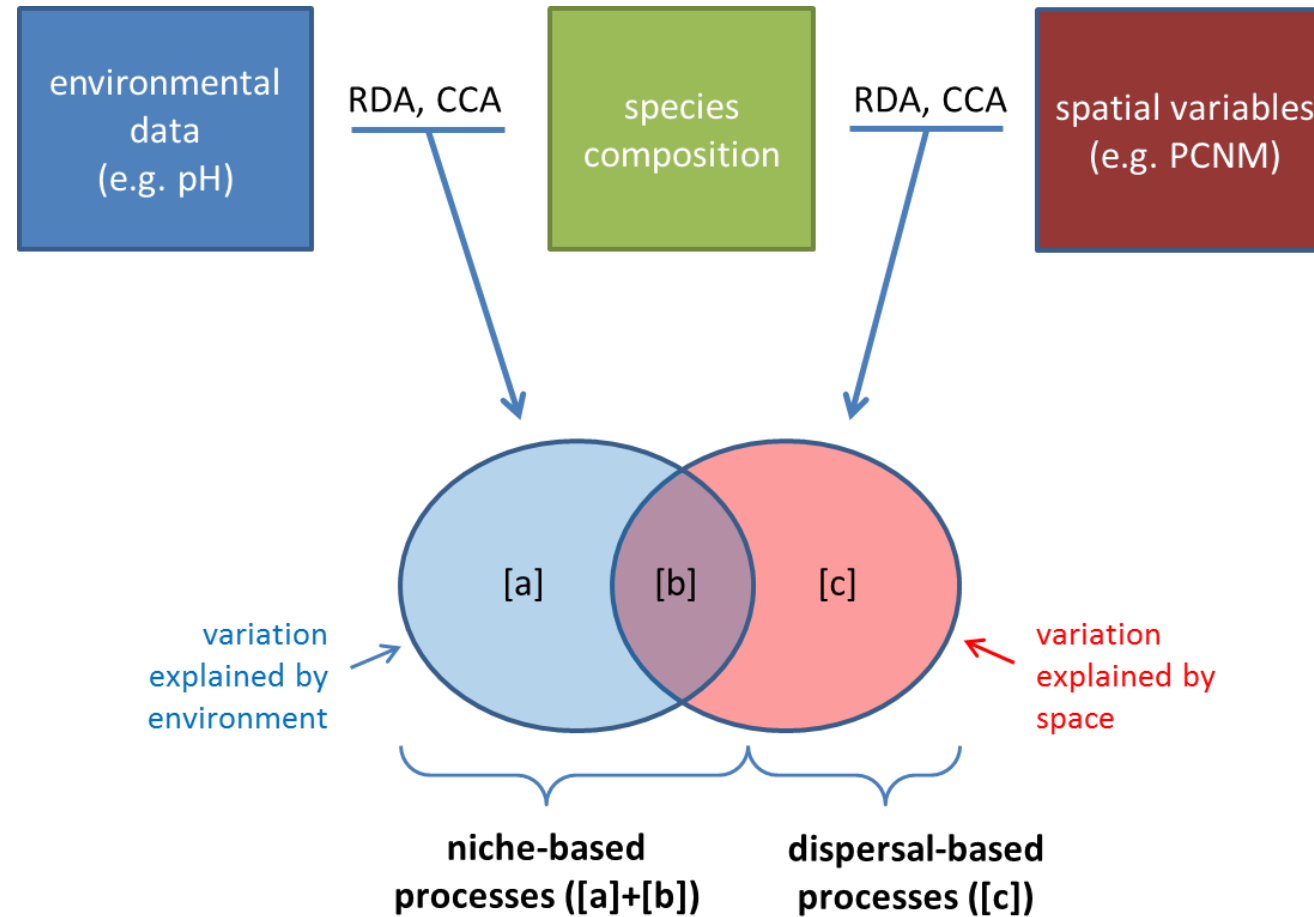 environmental
data
(e.g. pH)
RDA, CCA
species
composition
RDA, CCA
spatial variables
(e.g. PCNM)
[a]
[b]
[c]
variation
explained by
environment
variation
explained by
space
niche-based
processes ([a]+[b])
dispersal-based
processes ([c])